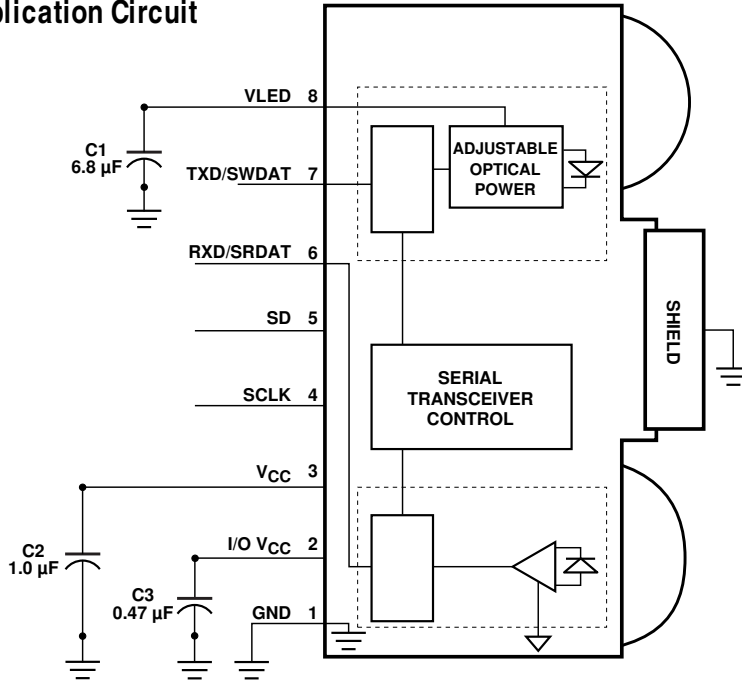 plication Circuit
VLED 8
C1
6.8 µF
TXD/SWDAT 7
ADJUSTABLE
OPTICAL
POWER
RXD/SRDAT 6
SD 5
SHIELD
SCLK 4
SERIAL
TRANSCEIVER
CONTROL
VCC 3
C2
1.0 µF
I/O VCC 2
C3
0.47 µF
GND 1